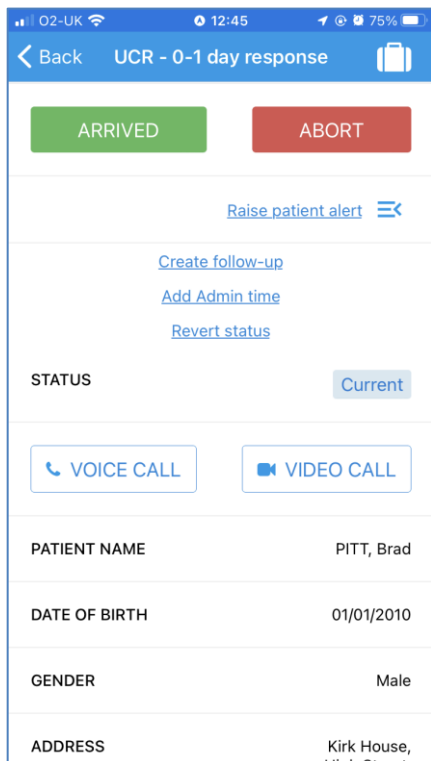 O2-UK 12:45 75%
Back UCR - 0-1 day response
ARRIVED ABORT
Raise patient alert
Create follow-up
Add Admin time
Revert status
STATUS Current
VOICE CALL VIDEO CALL
PATIENT NAME PITT, Brad
DATE OF BIRTH 01/01/2010
GENDER Male
ADDRESS Kirk House,